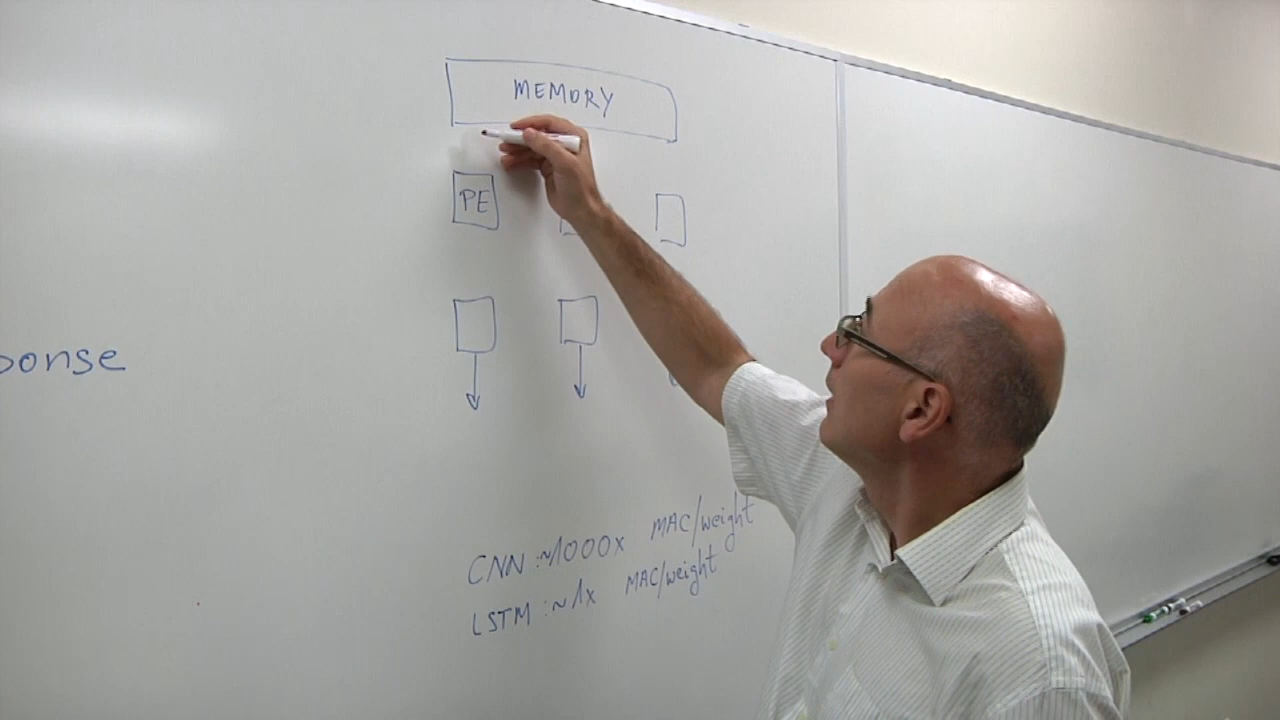 MEMORY
PE
ponse
CNN :~1000x MAC/weight
LSTM :~1x MAC/weight